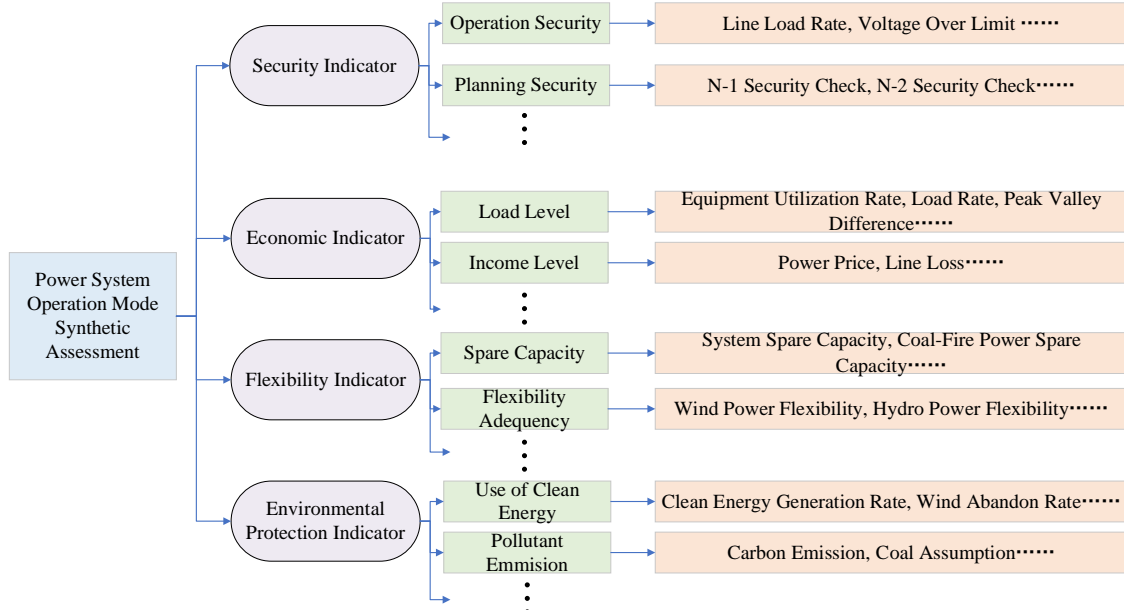 Power System
Operation Mode
Synthetic
Assessment
Security Indicator
Operation Security
Line Load Rate, Voltage Over Limit ······
Planning Security
N-1 Security Check, N-2 Security Check······
Economic Indicator
Load Level
Equipment Utilization Rate, Load Rate, Peak Valley
Difference······
Income Level
Power Price, Line Loss······
Flexibility Indicator
Spare Capacity
System Spare Capacity, Coal-Fire Power Spare
Capacity······
Flexibility
Adequency
Wind Power Flexibility, Hydro Power Flexibility······
Environmental
Protection Indicator
Use of Clean
Energy
Clean Energy Generation Rate, Wind Abandon Rate······
Pollutant
Emmision
Carbon Emission, Coal Assumption······